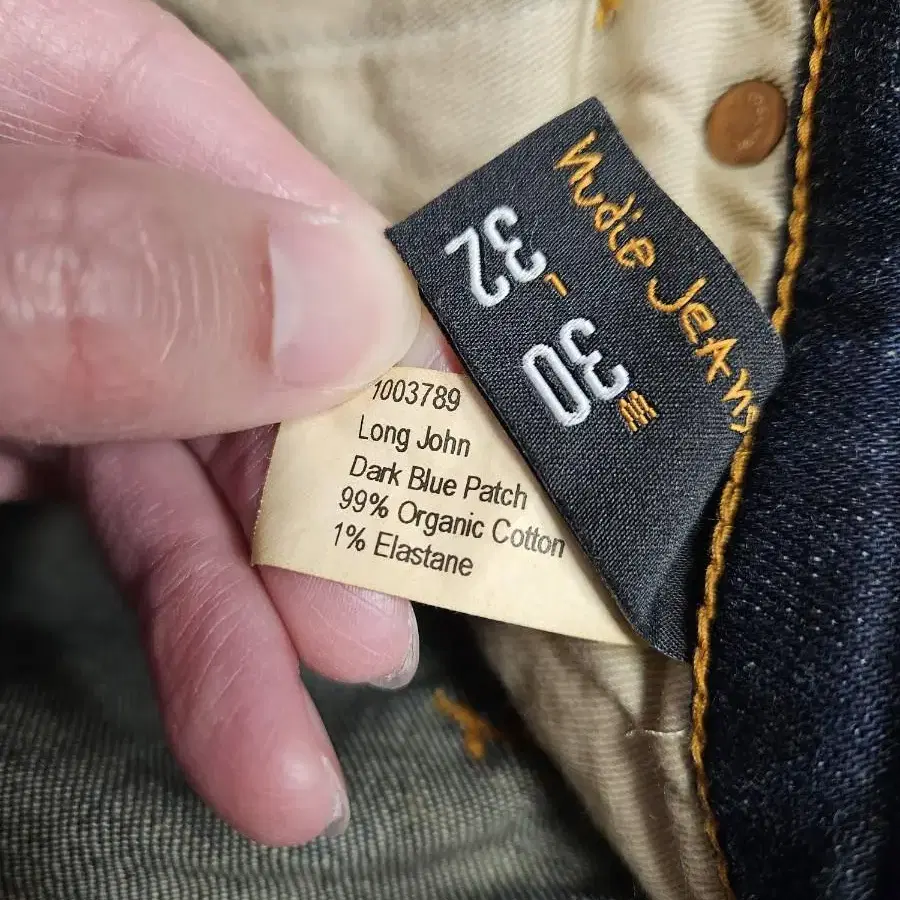 Nudie Jeans
32-30
1003789
Long John
Dark Blue Patch
99% Organic Cotton
1% Elastane